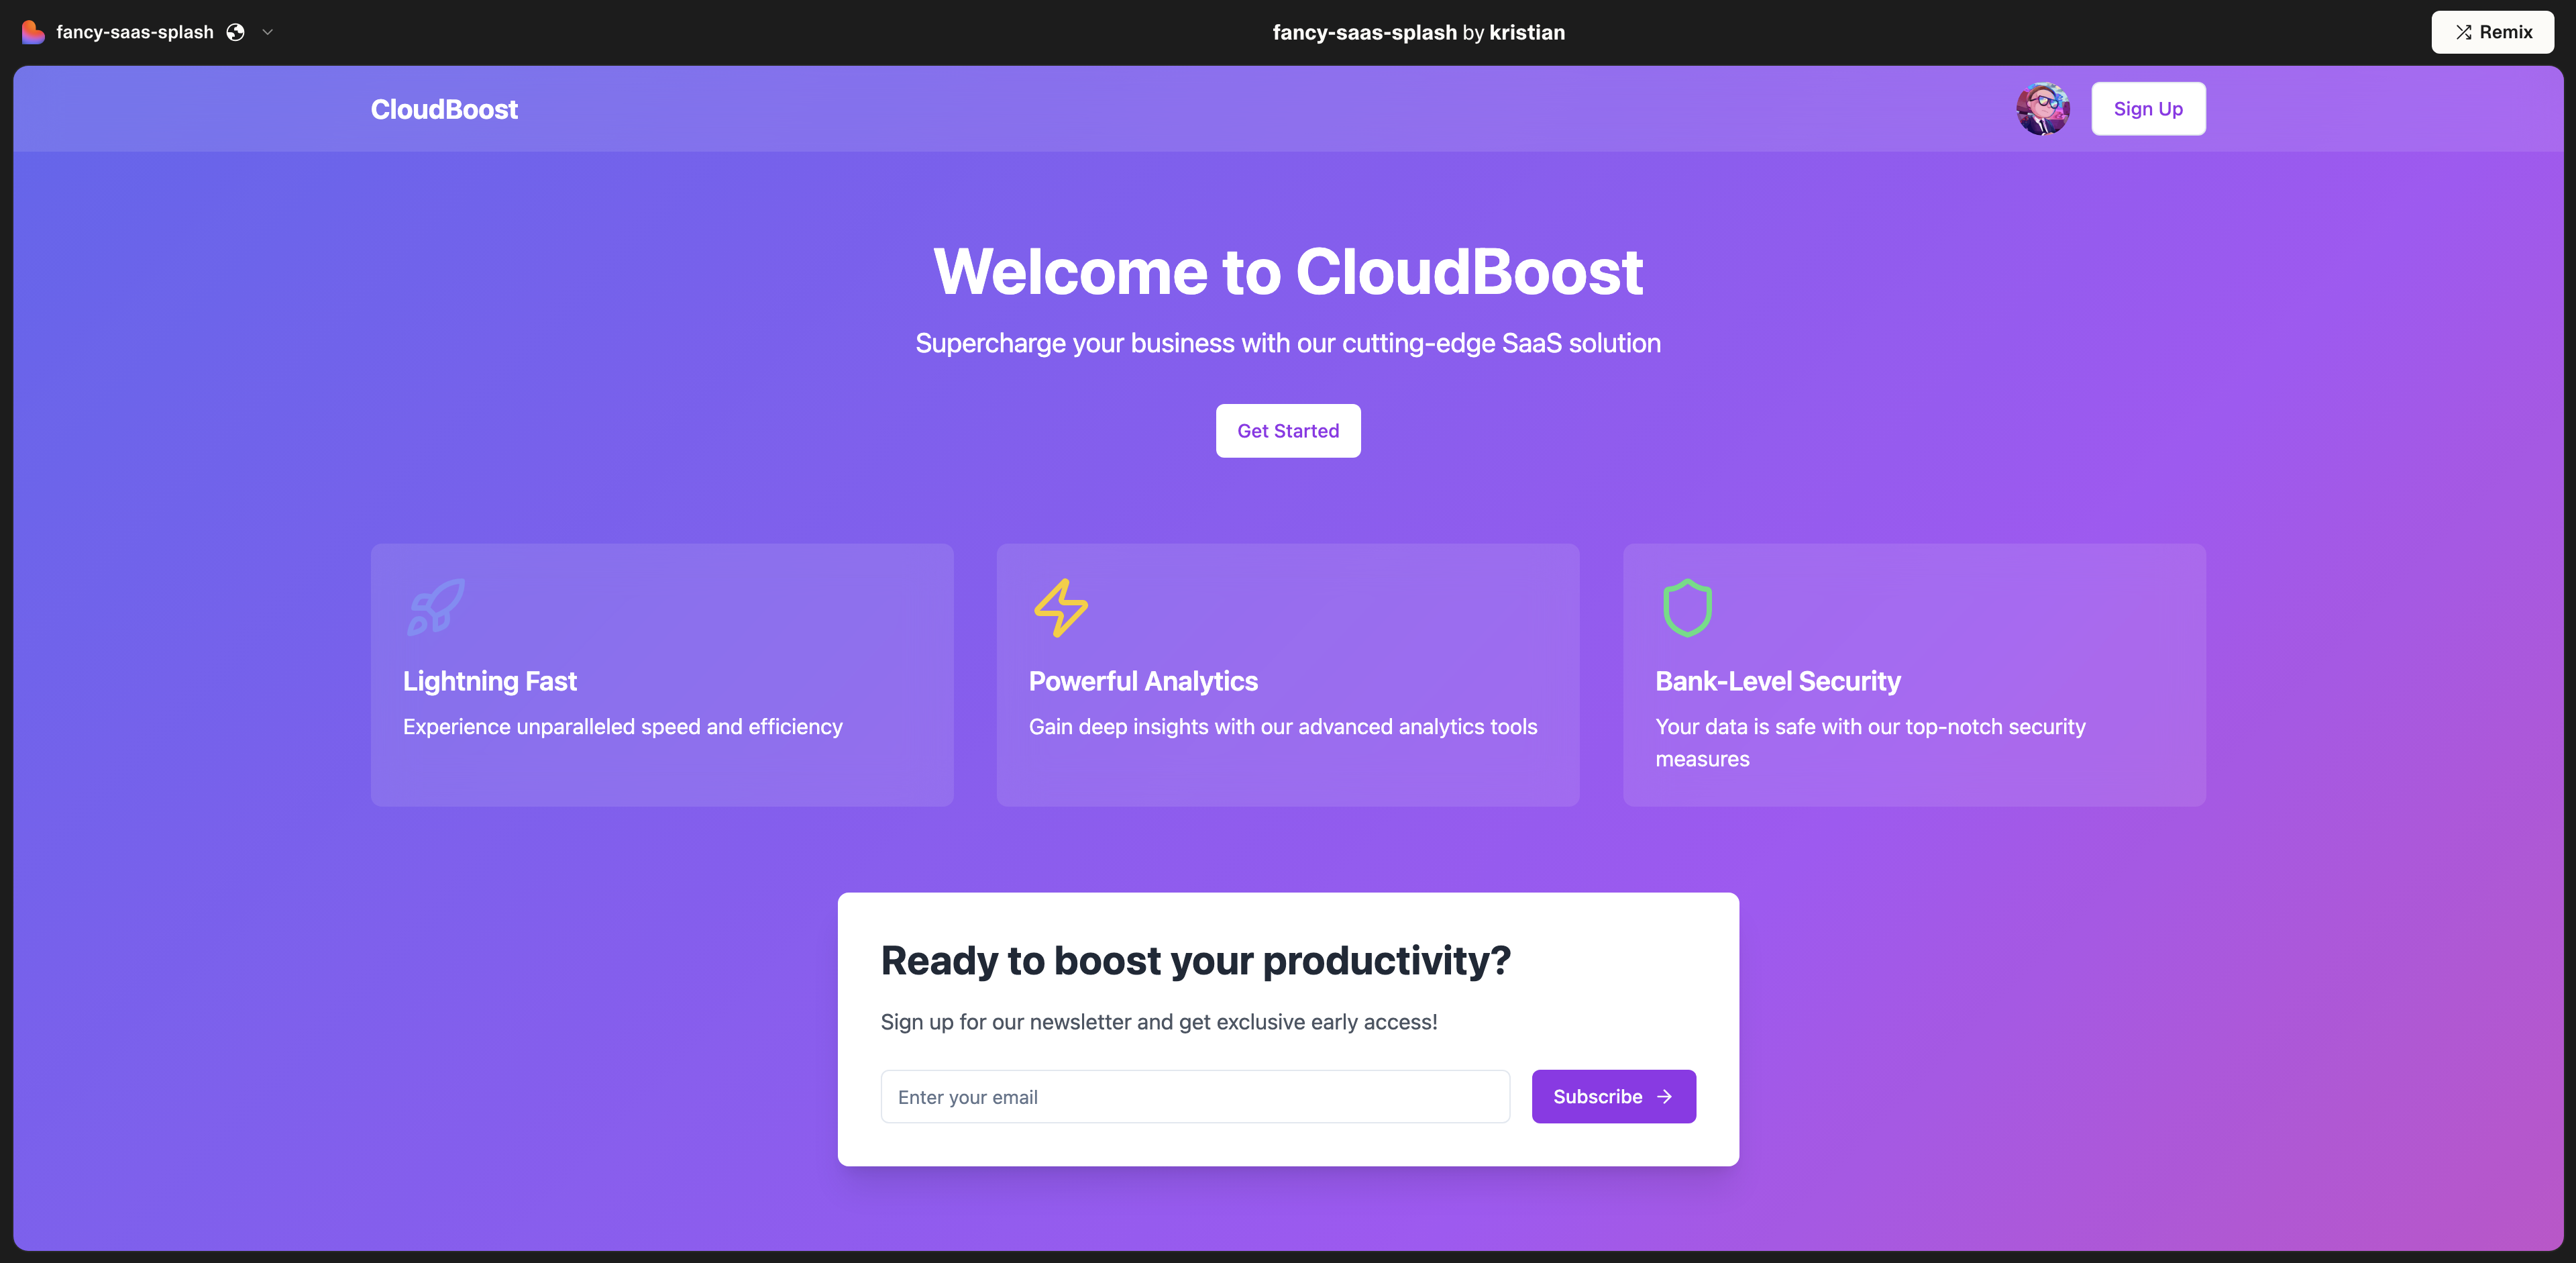 fancy-saas-splash
fancy-saas-splash by kristian
Remix
CloudBoost
Sign Up
Welcome to CloudBoost
Supercharge your business with our cutting-edge SaaS solution
Get Started
Lightning Fast
Experience unparalleled speed and efficiency
Powerful Analytics
Gain deep insights with our advanced analytics tools
Bank-Level Security
Your data is safe with our top-notch security
measures
Ready to boost your productivity?
Sign up for our newsletter and get exclusive early access!
Enter your email
Subscribe